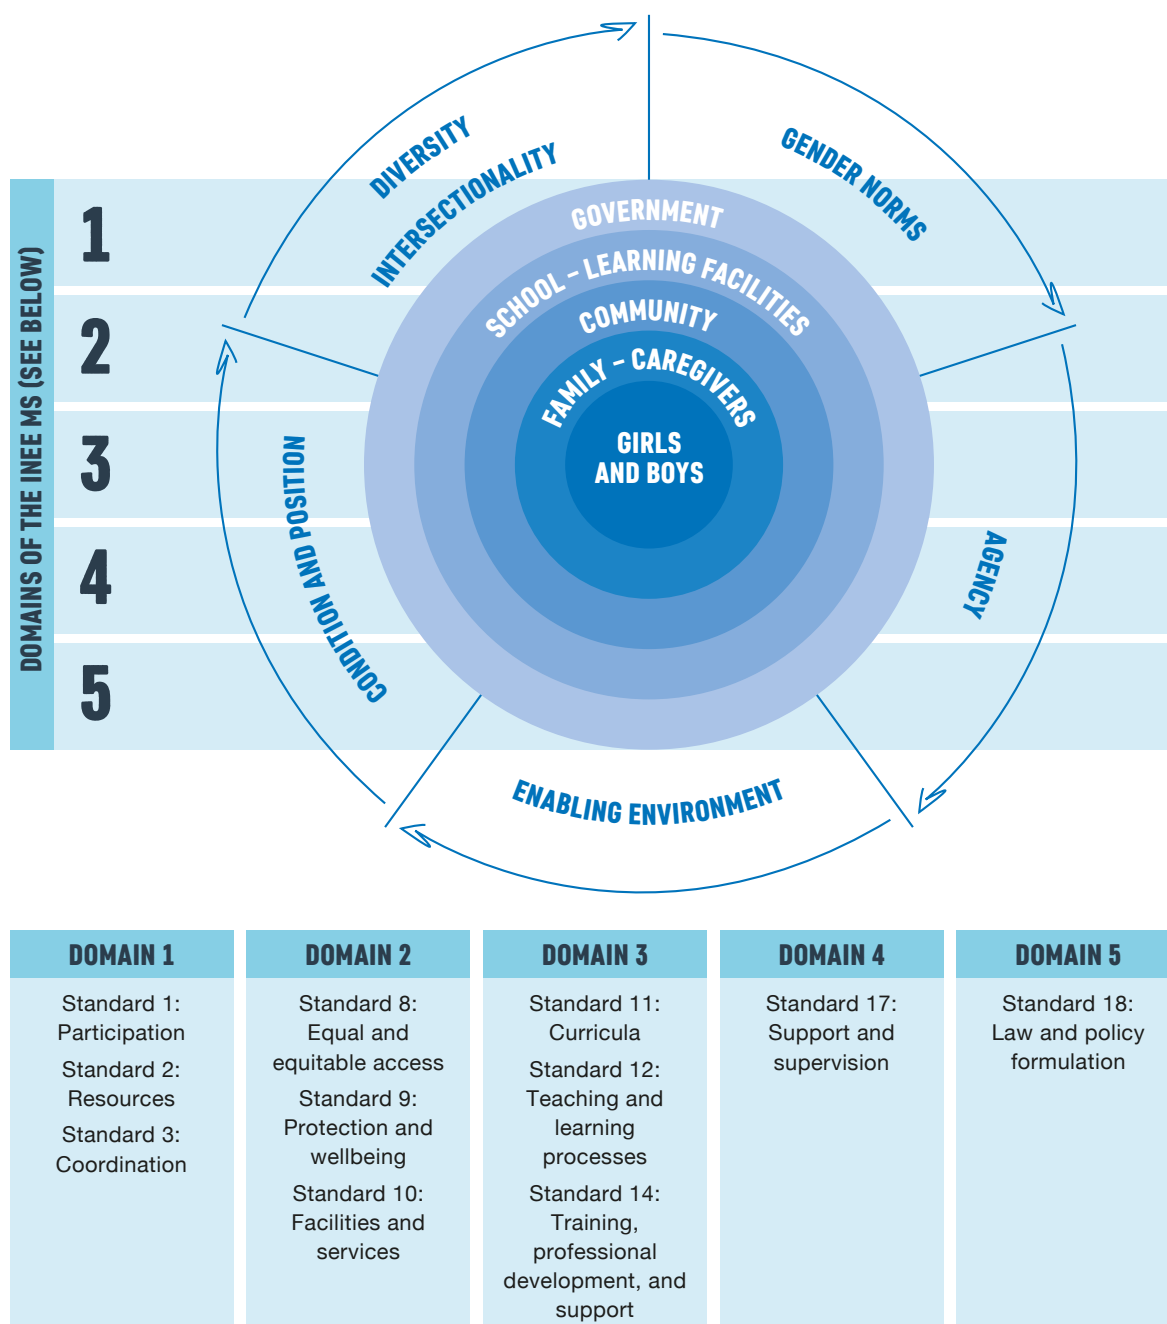 DIVERSITY
INTERSECTIONALITY
GENDER NORMS
AGENCY
ENABLING ENVIRONMENT
CONDITION AND POSITION
GOVERNMENT
SCHOOL – LEARNING FACILITIES
COMMUNITY
FAMILY – CAREGIVERS
GIRLS
AND BOYS
DOMAINS OF THE INEE MS (SEE BELOW)
1
2
3
4
5
DOMAIN 1
Standard 1:
Participation
Standard 2:
Resources
Standard 3:
Coordination
DOMAIN 2
Standard 8:
Equal and
equitable access
Standard 9:
Protection and
wellbeing
Standard 10:
Facilities and
services
DOMAIN 3
Standard 11:
Curricula
Standard 12:
Teaching and
learning
processes
Standard 14:
Training,
professional
development, and
support
DOMAIN 4
Standard 17:
Support and
supervision
DOMAIN 5
Standard 18:
Law and policy
formulation